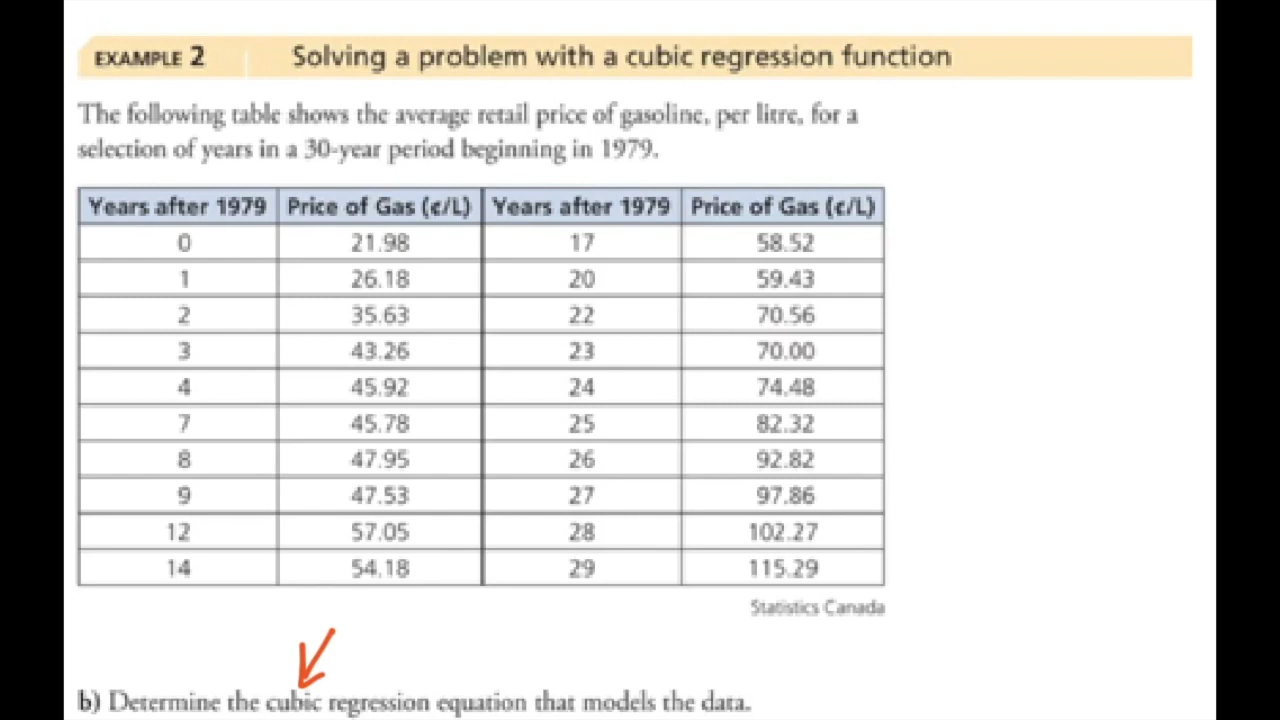 EXAMPLE 2 Solving a problem with a cubic regression function
The following table shows the average retail price of gasoline, per litre, for a
selection of years in a 30-year period beginning in 1979.
Years after 1979 Price of Gas (¢/L) Years after 1979 Price of Gas (¢/L)
0 21.98 17 58.52
1 26.18 20 59.43
2 35.63 22 70.56
3 43.26 23 70.00
4 45.92 24 74.48
7 45.78 25 82.32
8 47.95 26 92.82
9 47.53 27 97.86
12 57.05 28 102.27
14 54.18 29 115.29
Statistics Canada
b) Determine the cubic regression equation that models the data.